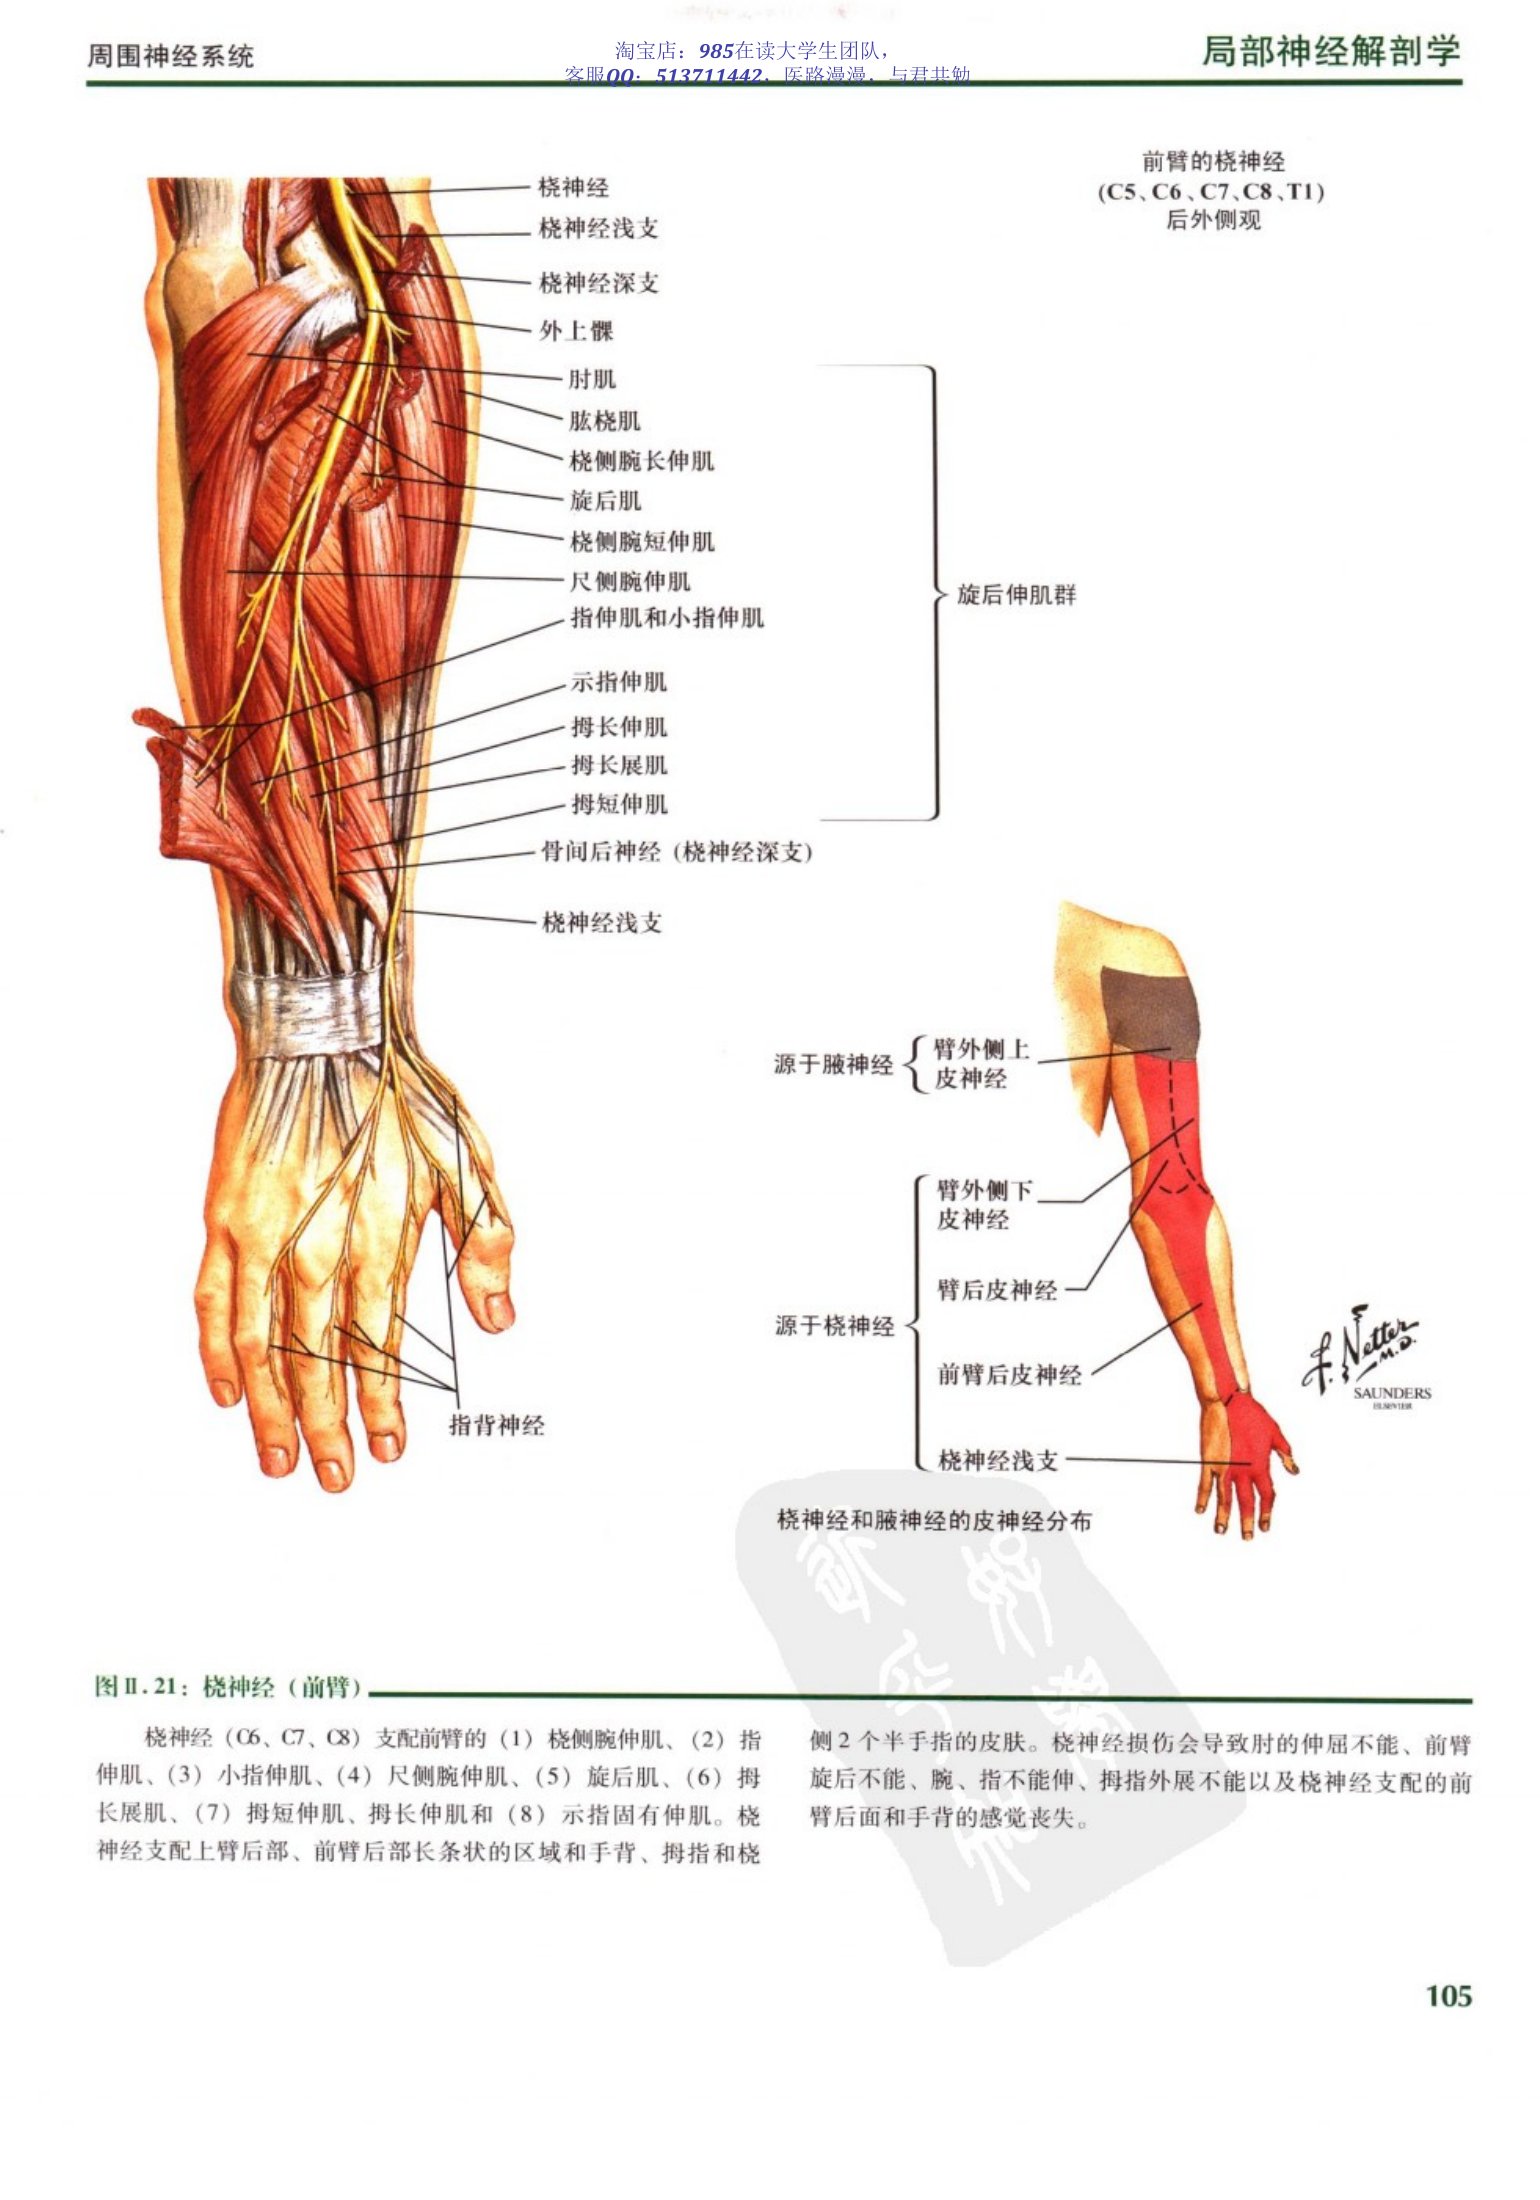 周围神经系统
淘宝店：985在读大学生团队，
客服QQ：513711442，医路漫漫，与君共勉
局部神经解剖学
前臂的桡神经
(C5、C6、C7、C8、T1)
后外侧观
桡神经
桡神经浅支
桡神经深支
外上髁
肘肌
肱桡肌
桡侧腕长伸肌
旋后肌
桡侧腕短伸肌
尺侧腕伸肌
指伸肌和小指伸肌
旋后伸肌群
示指伸肌
拇长伸肌
拇长展肌
拇短伸肌
骨间后神经 (桡神经深支)
桡神经浅支
指背神经
源于腋神经
臂外侧上
皮神经
源于桡神经
臂外侧下
皮神经
臂后皮神经
前臂后皮神经
桡神经浅支
桡神经和腋神经的皮神经分布
F. Netter
M.D.
SAUNDERS
ELSEVIER
图 II.21：桡神经（前臂）
桡神经（C6、C7、C8）支配前臂的（1）桡侧腕伸肌、（2）指
伸肌、（3）小指伸肌、（4）尺侧腕伸肌、（5）旋后肌、（6）拇
长展肌、（7）拇短伸肌、拇长伸肌和（8）示指固有伸肌。桡
神经支配上臂后部、前臂后部长条状的区域和手背、拇指和桡
侧 2 个半手指的皮肤。桡神经损伤会导致肘的伸屈不能、前臂
旋后不能、腕、指不能伸、拇指外展不能以及桡神经支配的前
臂后面和手背的感觉丧失。
105